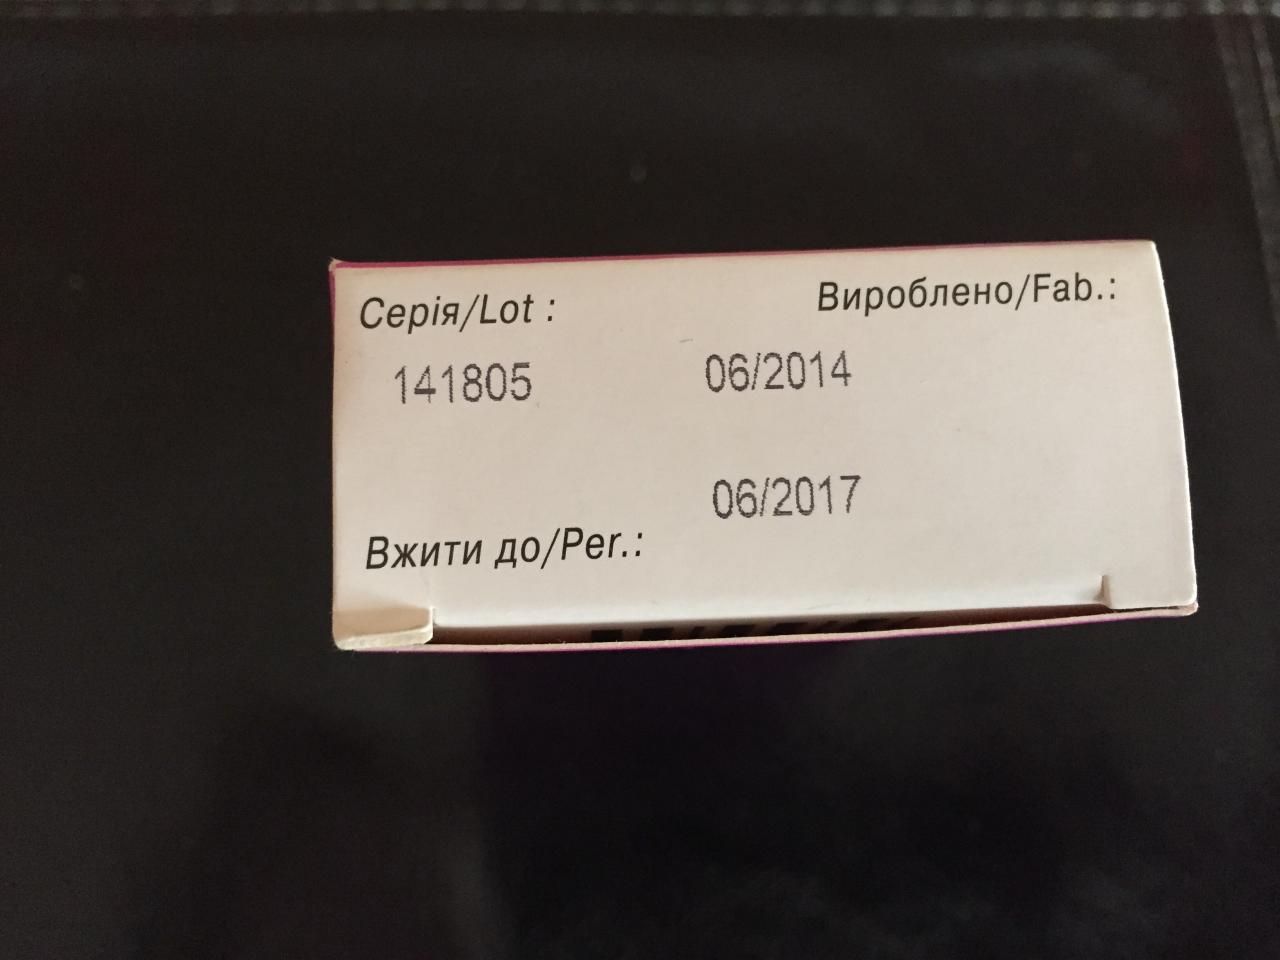 Серія/Lot :
Вироблено/Fab.:
141805
06/2014
06/2017
Вжити до/Per.: